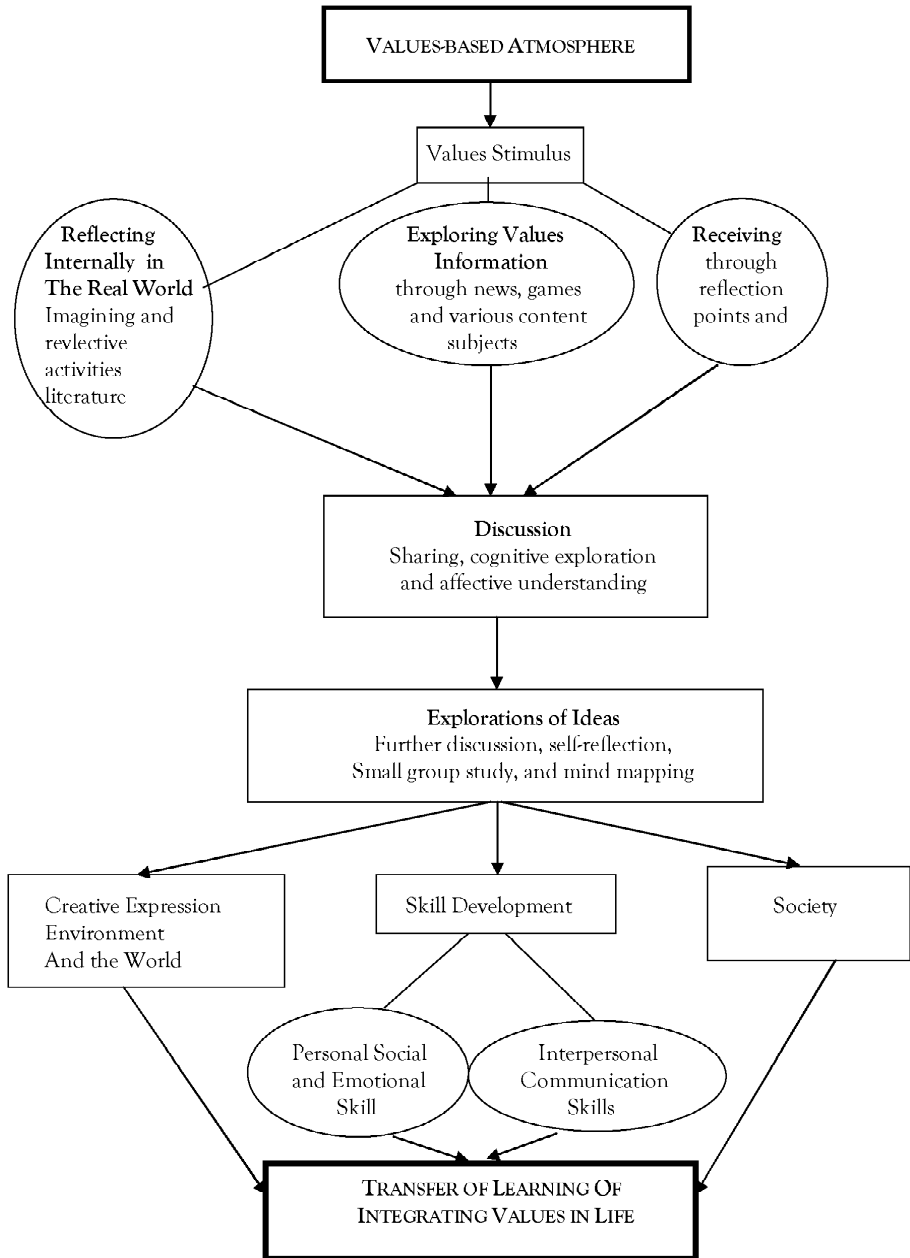 VALUES-BASED ATMOSPHERE
Values Stimulus
Reflecting
Internally in
The Real World
Imagining and
revlective
activities
literature
Exploring Values
Information
through news, games
and various content
subjects
Receiving
through
reflection
points and
Discussion
Sharing, cognitive exploration
and affective understanding
Explorations of Ideas
Further discussion, self-reflection,
Small group study, and mind mapping
Creative Expression
Environment
And the World
Skill Development
Society
Personal Social
and Emotional
Skill
Interpersonal
Communication
Skills
TRANSFER OF LEARNING OF
INTEGRATING VALUES IN LIFE